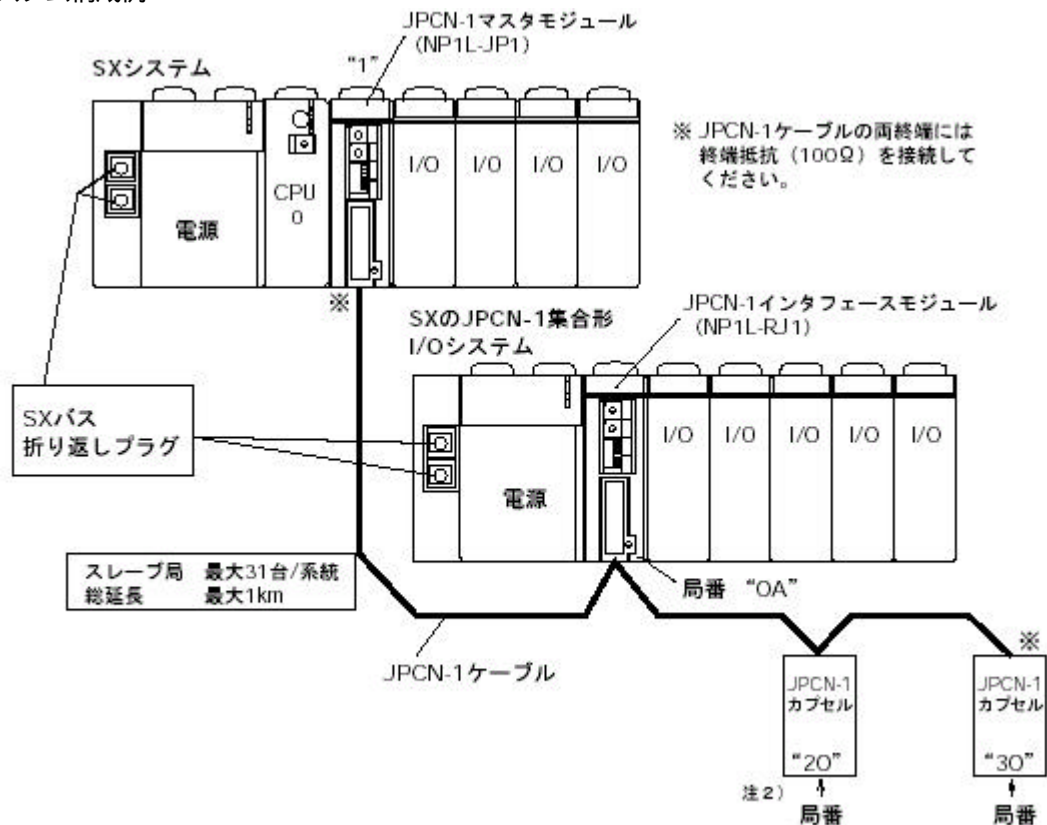 JPCN-1マスタモジュール
(NP1L-JP1)
SXシステム
“1”
※ JPCN-1ケーブルの両終端には
終端抵抗（100Ω）を接続して
ください。
CPU
0
I/O
I/O
I/O
I/O
電源
※
SXのJPCN-1集合形
I/Oシステム
JPCN-1インタフェースモジュール
(NP1L-RJ1)
SXバス
折り返しプラグ
I/O
I/O
I/O
I/O
I/O
電源
スレーブ局 最大31台/系統
総延長 最大1km
局番 “0A”
JPCN-1ケーブル
※
JPCN-1
カプセル
“20”
JPCN-1
カプセル
“30”
注2）
局番
局番